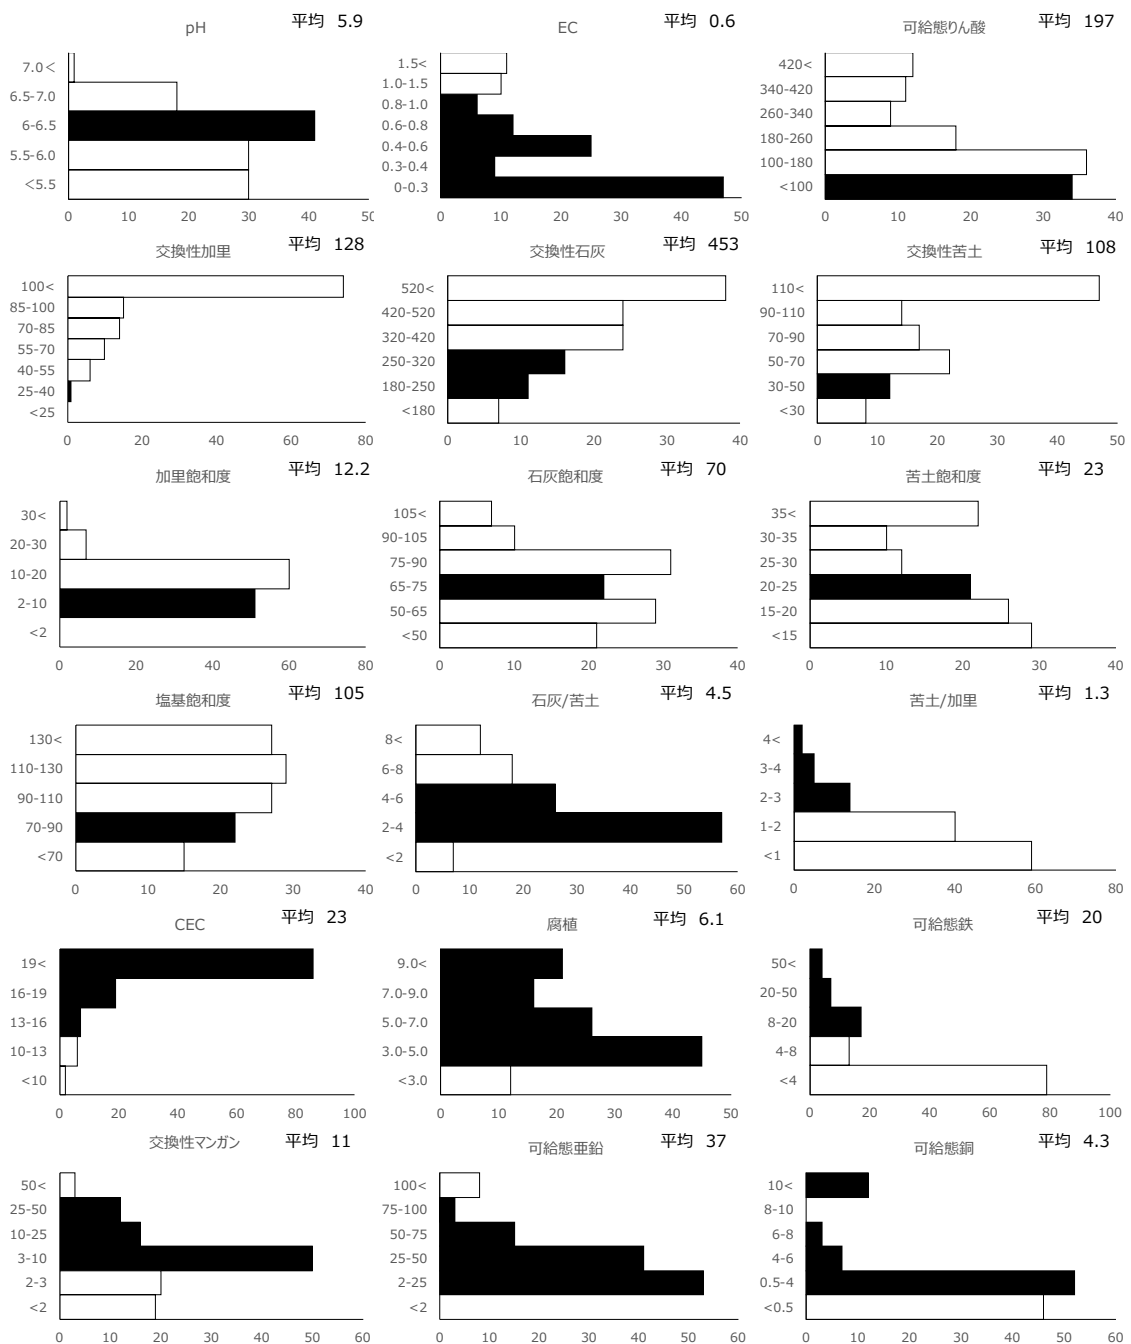 pH 平均 5.9
7.0<
6.5-7.0
6-6.5
5.5-6.0
<5.5
0 10 20 30 40 50
EC 平均 0.6
1.5<
1.0-1.5
0.8-1.0
0.6-0.8
0.4-0.6
0.3-0.4
0-0.3
0 10 20 30 40 50
可給態りん酸 平均 197
420<
340-420
260-340
180-260
100-180
<100
0 10 20 30 40
交換性加里 平均 128
100<
85-100
70-85
55-70
40-55
25-40
<25
0 20 40 60 80
交換性石灰 平均 453
520<
420-520
320-420
250-320
180-250
<180
0 10 20 30 40
交換性苦土 平均 108
110<
90-110
70-90
50-70
30-50
<30
0 10 20 30 40 50
加里飽和度 平均 12.2
30<
20-30
10-20
2-10
<2
0 20 40 60 80
石灰飽和度 平均 70
105<
90-105
75-90
65-75
50-65
<50
0 10 20 30 40
苦土飽和度 平均 23
35<
30-35
25-30
20-25
15-20
<15
0 10 20 30 40
塩基飽和度 平均 105
130<
110-130
90-110
70-90
<70
0 10 20 30 40
石灰/苦土 平均 4.5
8<
6-8
4-6
2-4
<2
0 10 20 30 40 50 60
苦土/加里 平均 1.3
4<
3-4
2-3
1-2
<1
0 20 40 60 80
CEC 平均 23
19<
16-19
13-16
10-13
<10
0 20 40 60 80 100
腐植 平均 6.1
9.0<
7.0-9.0
5.0-7.0
3.0-5.0
<3.0
0 10 20 30 40 50
可給態鉄 平均 20
50<
20-50
8-20
4-8
<4
0 20 40 60 80 100
交換性マンガン 平均 11
50<
25-50
10-25
3-10
2-3
<2
0 10 20 30 40 50 60
可給態亜鉛 平均 37
100<
75-100
50-75
25-50
2-25
<2
0 10 20 30 40 50 60
可給態銅 平均 4.3
10<
8-10
6-8
4-6
0.5-4
<0.5
0 10 20 30 40 50 60